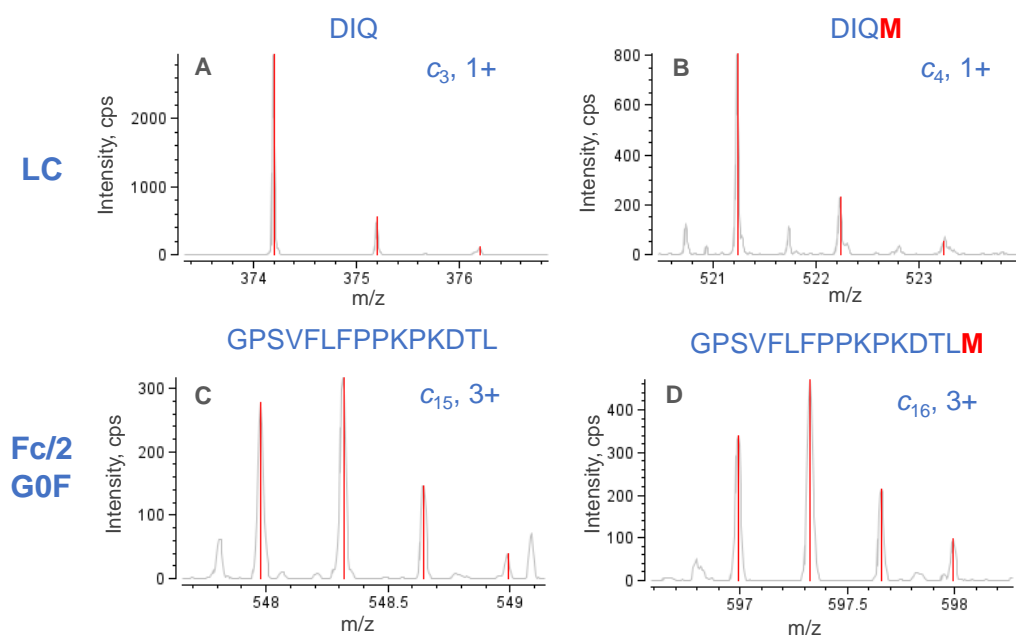 DIQ
A
c3, 1+
Intensity, cps
2000
1000
0
374
375
376
m/z
DIQM
B
c4, 1+
Intensity, cps
800
600
400
200
0
521
522
523
m/z
LC
GPSVFLFPPKPKDTL
C
c15, 3+
Intensity, cps
300
200
100
0
548
548.5
549
m/z
GPSVFLFPPKPKDTLM
D
c16, 3+
Intensity, cps
400
300
200
100
0
597
597.5
598
m/z
Fc/2
G0F